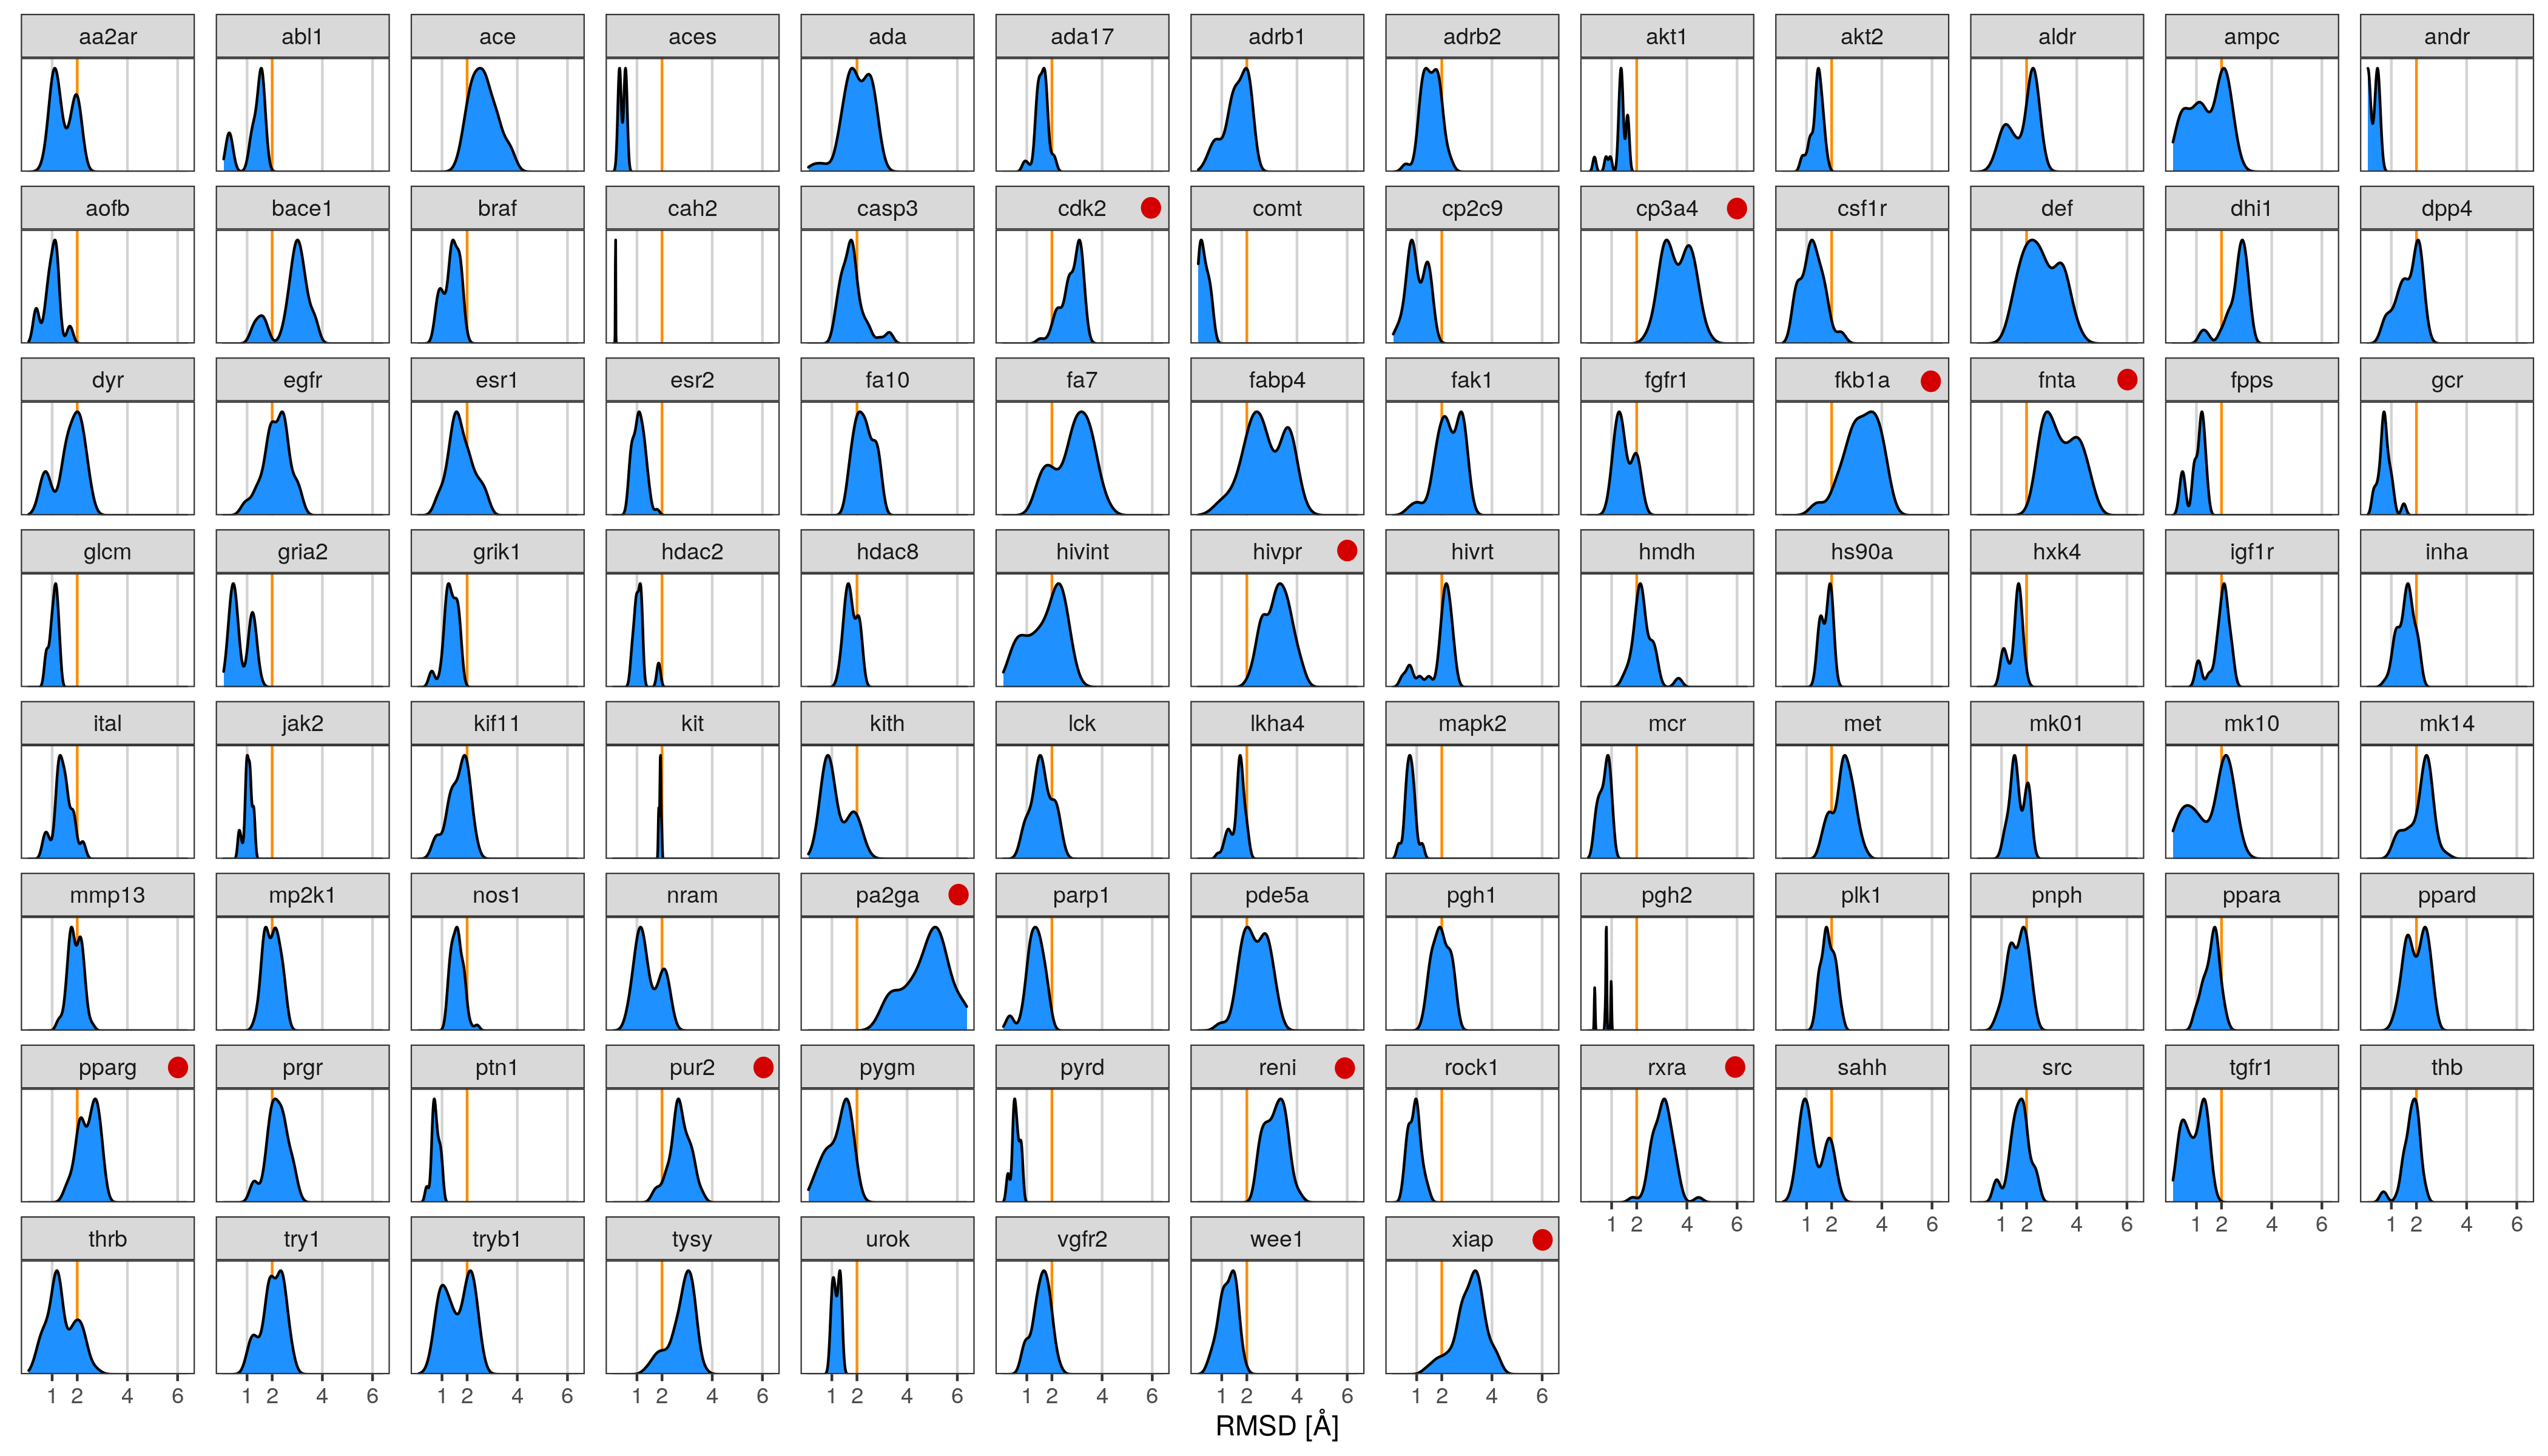 aa2ar abl1 ace aces ada ada17 adrb1 adrb2 akt1 akt2 aldr ampc andr
aofb bace1 braf cah2 casp3 cdk2 comt cp2c9 cp3a4 csf1r def dhi1 dpp4
dyr egfr esr1 esr2 fa10 fa7 fabp4 fak1 fgfr1 fkb1a fnta fpps gcr
glcm gria2 grik1 hdac2 hdac8 hivint hivpr hivrt hmdh hs90a hxk4 igf1r inha
ital jak2 kif11 kit kith lck lkha4 mapk2 mcr met mk01 mk10 mk14
mmp13 mp2k1 nos1 nram pa2ga parp1 pde5a pgh1 pgh2 plk1 pnph ppara ppard
pparg prgr ptn1 pur2 pygm pyrd reni rock1 rxra sahh src tgfr1 thb
1 2 4 6 1 2 4 6 1 2 4 6 1 2 4 6 1 2 4 6
thrb try1 tryb1 tysy urok vgfr2 wee1 xiap
1 2 4 6 1 2 4 6 1 2 4 6 1 2 4 6 1 2 4 6 1 2 4 6 1 2 4 6 1 2 4 6
RMSD [Å]